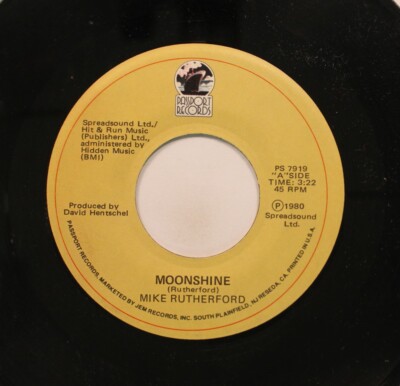 PASSPORT
RECORDS
Spreadsound Ltd./
Hit & Run Music
(Publishers) Ltd.,
administered by
Hidden Music
(BMI)
PS 7919
"A"SIDE
TIME: 3:22
45 RPM
Ⓟ1980
Spreadsound
Ltd.
Produced by
David Hentschel
MOONSHINE
(Rutherford)
MIKE RUTHERFORD
PASSPORT RECORDS, MARKETED BY JEM RECORDS, INC. SOUTH PLAINFIELD, NJ RESEDA, CA. PRINTED IN U.S.A.